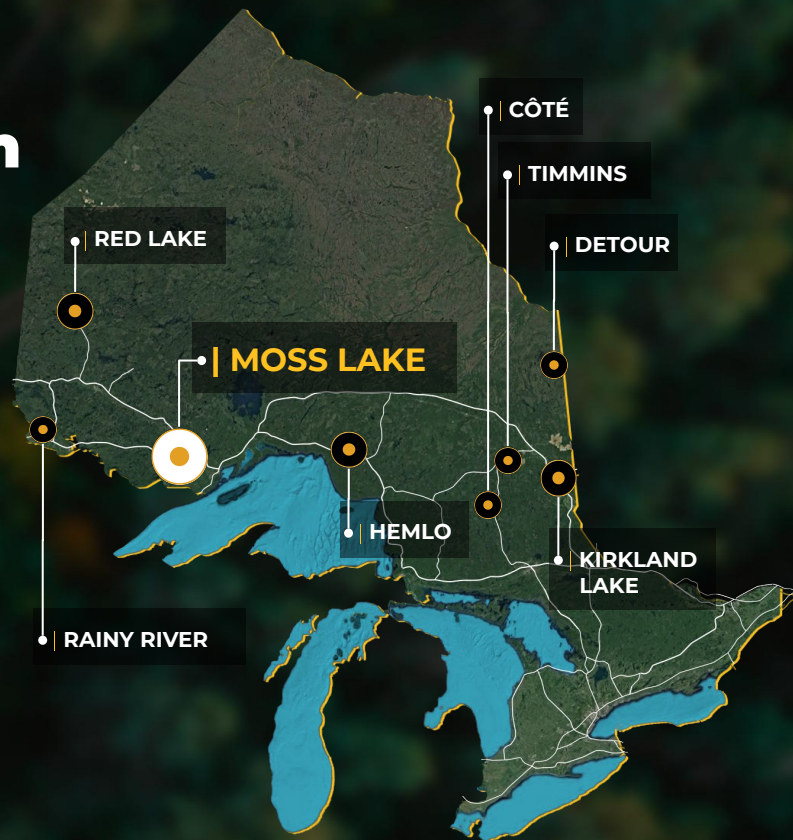 n
CÔTÉ
TIMMINS
RED LAKE
DETOUR
MOSS LAKE
HEMLO
KIRKLAND
LAKE
RAINY RIVER